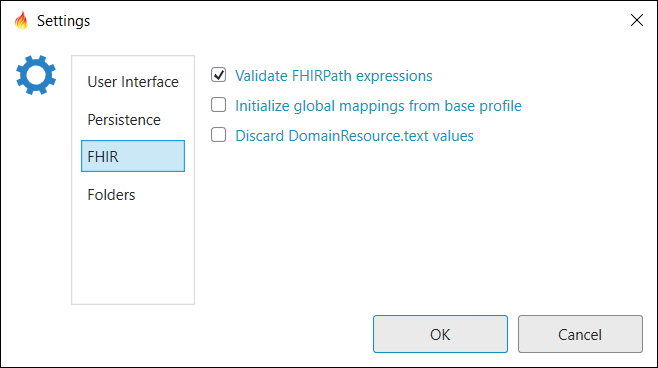 Settings
User Interface
Persistence
FHIR
Folders
Validate FHIRPath expressions
Initialize global mappings from base profile
Discard DomainResource.text values
OK
Cancel